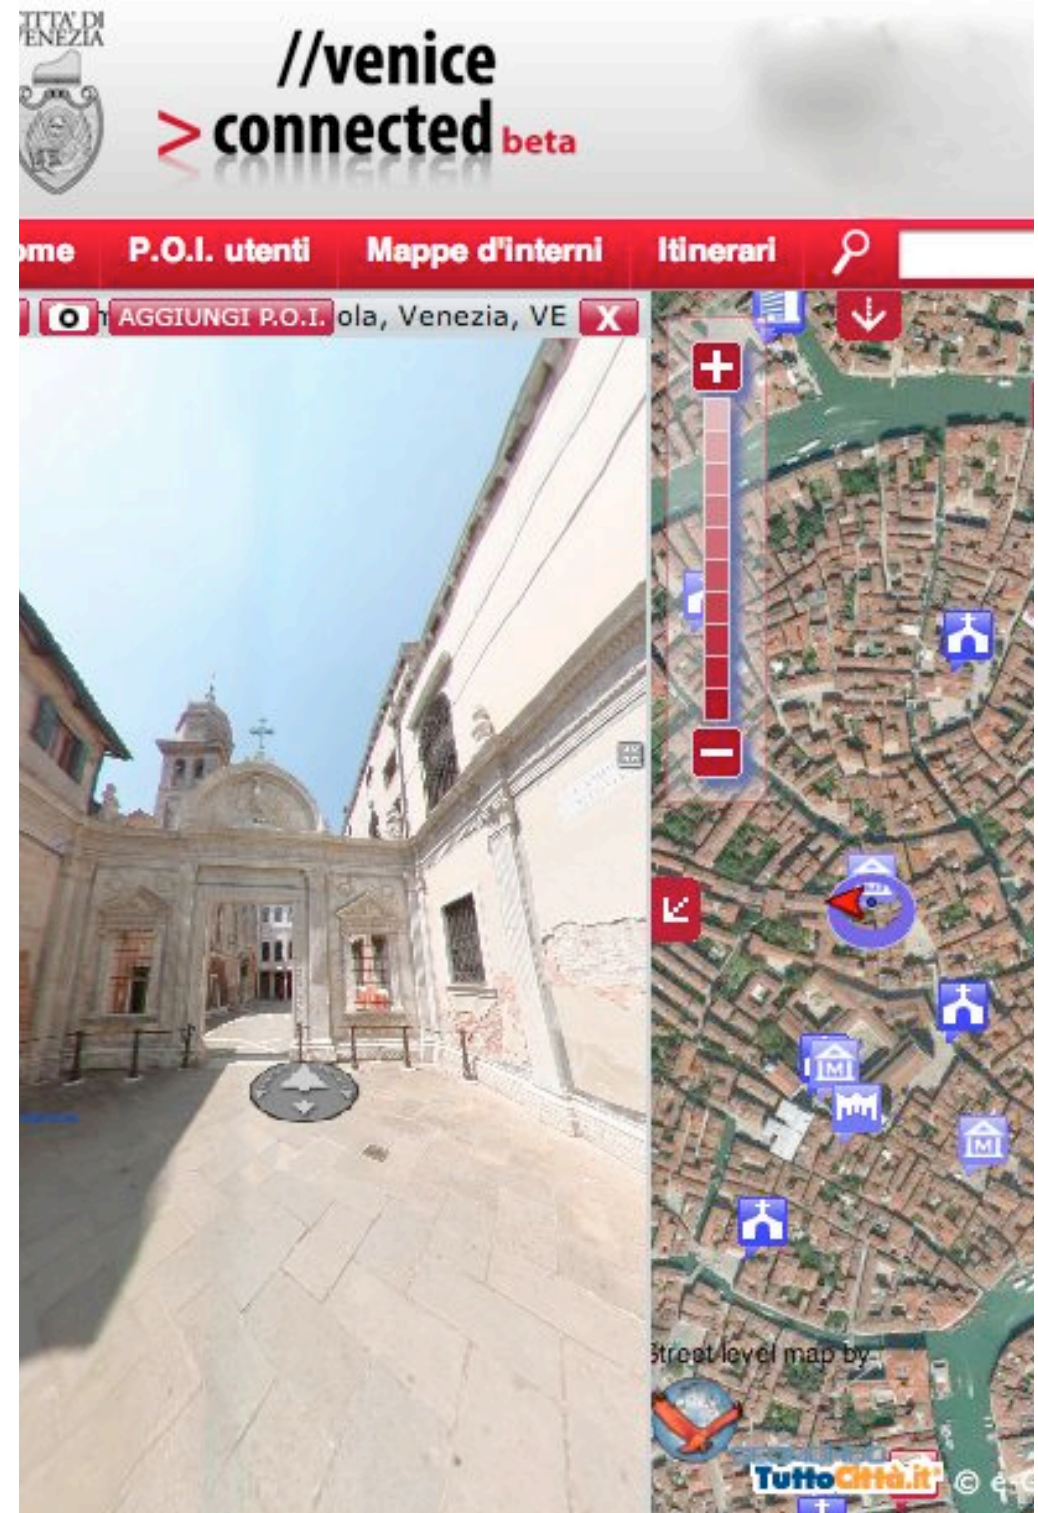 CITTA' DI
VENEZIA
//venice
> connected beta
ome
P.O.I. utenti
Mappe d'interni
Itinerari
AGGIUNGI P.O.I.
ola, Venezia, VE
X
M
M
M
Street level map by
TuttoCittà.it
©